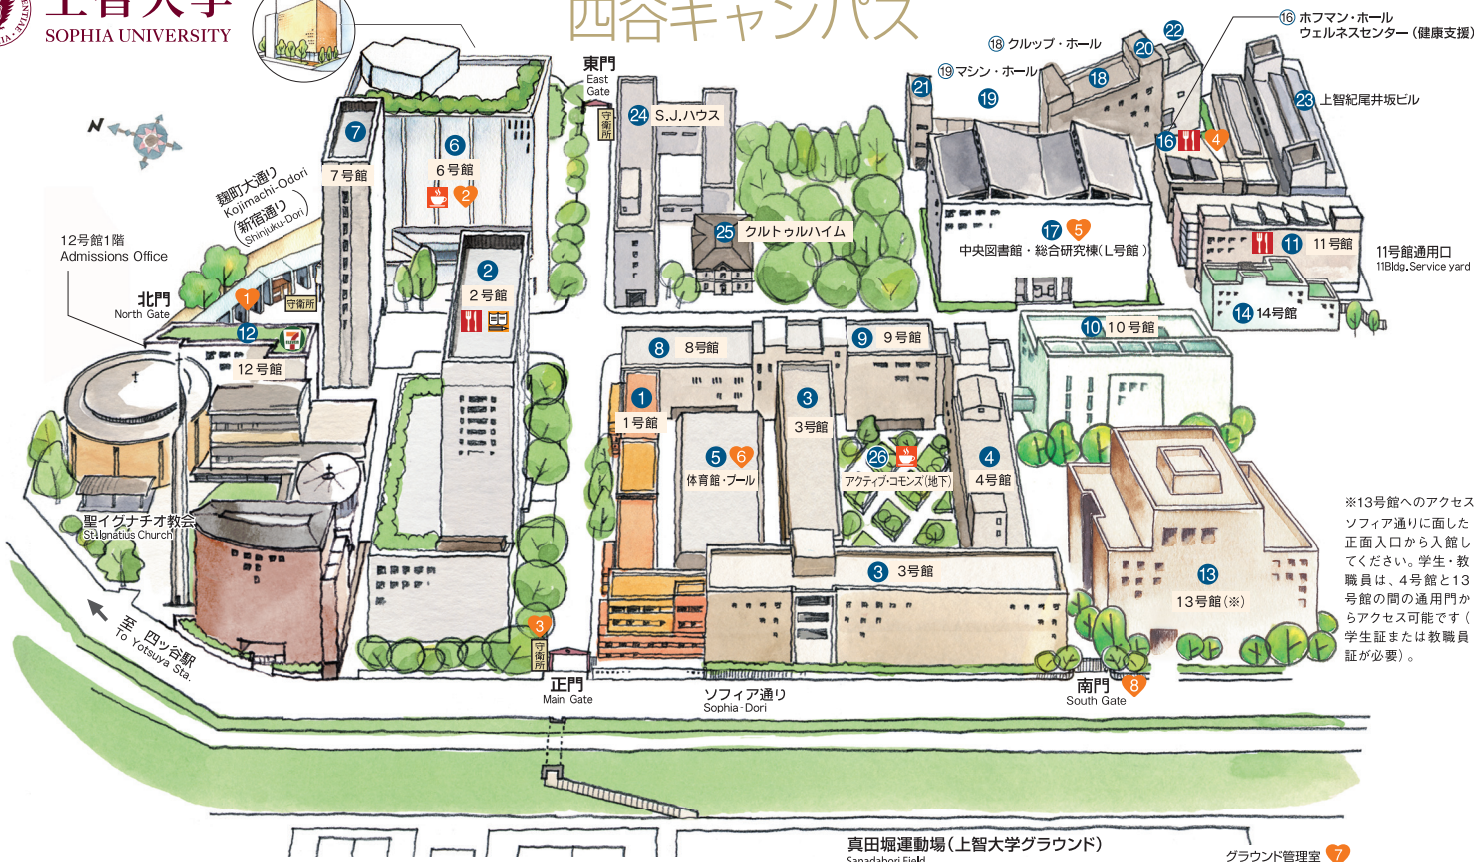 上智大学
SOPHIA UNIVERSITY
四谷キャンパス
東門
East
Gate
守衛所
24 S.J.ハウス
⑱ クルップ・ホール
⑲ マシン・ホール
⑯ ホフマン・ホール
ウェルネスセンター（健康支援）
21
19
18
20
22
23 上智紀尾井坂ビル
16
4
N
麹町大通り
Kojimachi-Odori
（新宿通り）
Shinjuku-Dori
7
7号館
6
6号館
2
25 クルトゥルハイム
17 5
中央図書館・総合研究棟（L号館）
11 11号館
11号館通用口
11Bldg.Service yard
14 14号館
12号館1階
Admissions Office
北門
North Gate
1
守衛所
12
7
12号館
2
2号館
8 8号館
9 9号館
10 10号館
1
1号館
3
3号館
5 6
体育館・プール
26
アクティブ・コモンズ（地下）
4
4号館
聖イグナチオ教会
St.Ignatius Church
3 3号館
13
13号館（※）
※13号館へのアクセス
ソフィア通りに面した
正面入口から入館し
てください。学生・教
職員は、4号館と13
号館の間の通用門か
らアクセス可能です（
学生証または教職員
証が必要）。
至 四ツ谷駅
To Yotsuya Sta.
3
守衛所
正門
Main Gate
ソフィア通り
Sophia-Dori
南門
South Gate
8
真田堀運動場（上智大学グラウンド）
Sanadabori Field
グラウンド管理室 7